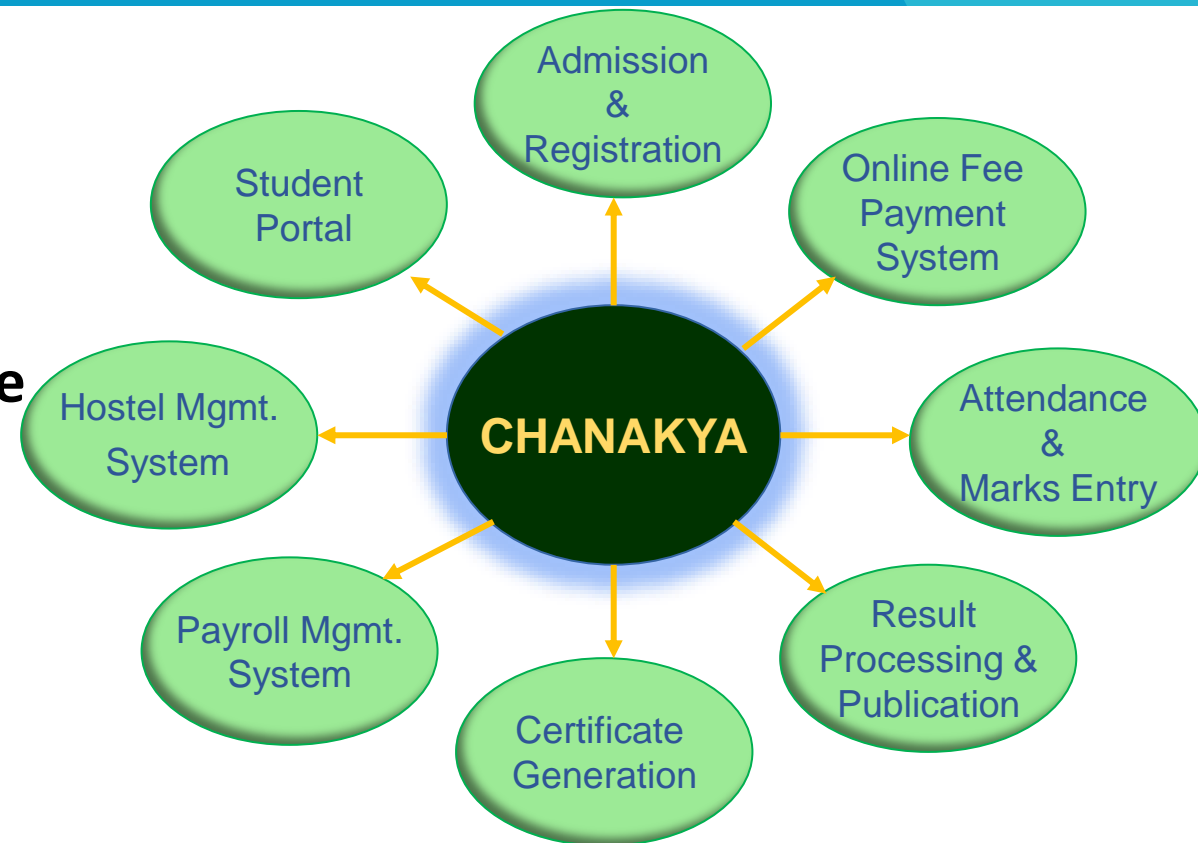 Admission
&
Registration
Student
Portal
Online Fee
Payment
System
e
Hostel Mgmt.
System
CHANAKYA
Attendance
&
Marks Entry
Payroll Mgmt.
System
Result
Processing &
Publication
Certificate
Generation